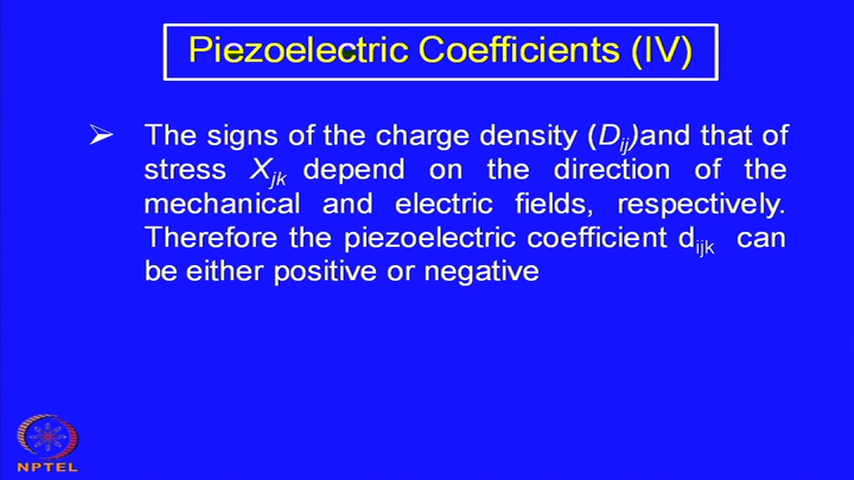 Piezoelectric Coefficients (IV)
➢ The signs of the charge density (Dij)and that of
stress Xjk depend on the direction of the
mechanical and electric fields, respectively.
Therefore the piezoelectric coefficient dijk can
be either positive or negative
NPTEL